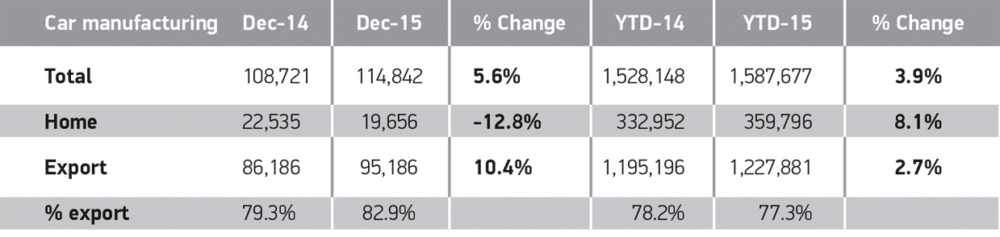 Car manufacturing Dec-14 Dec-15 % Change YTD-14 YTD-15 % Change
Total 108,721 114,842 5.6% 1,528,148 1,587,677 3.9%
Home 22,535 19,656 -12.8% 332,952 359,796 8.1%
Export 86,186 95,186 10.4% 1,195,196 1,227,881 2.7%
% export 79.3% 82.9% 78.2% 77.3%